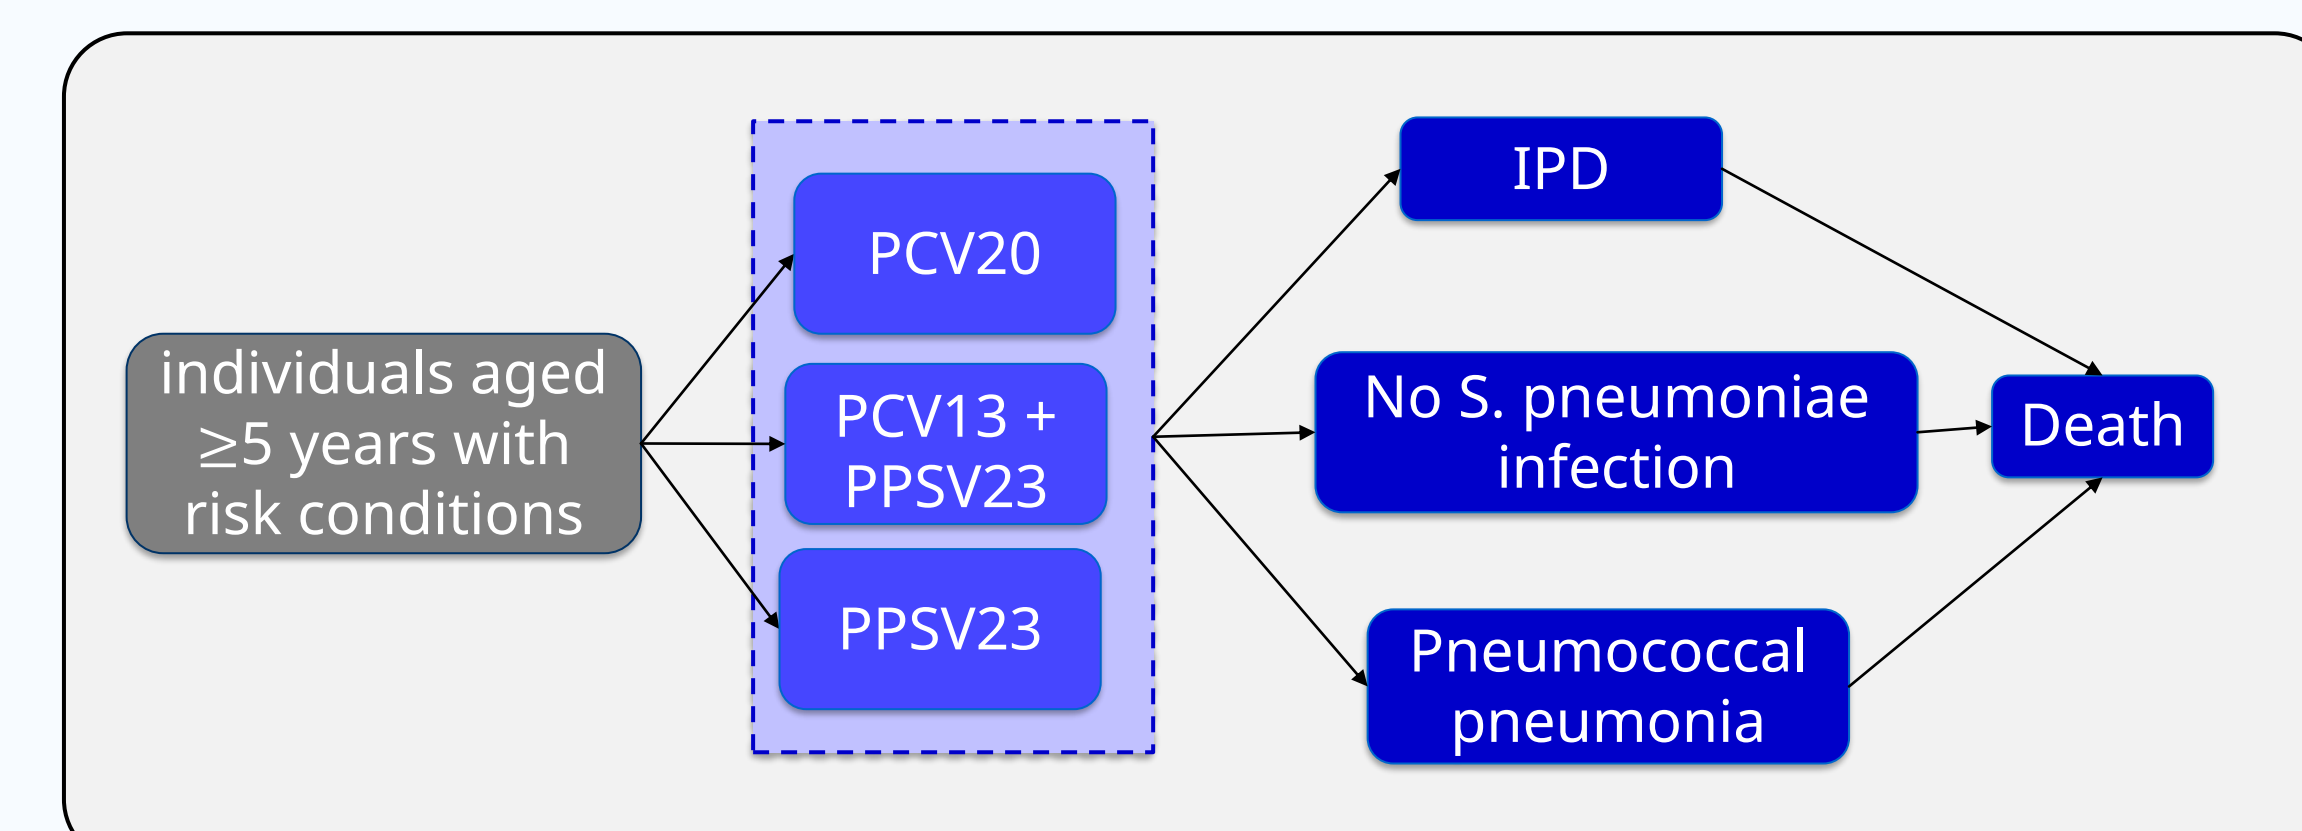 individuals aged
≥5 years with
risk conditions
PCV20
PCV13 +
PPSV23
PPSV23
IPD
No S. pneumoniae
infection
Pneumococcal
pneumonia
Death